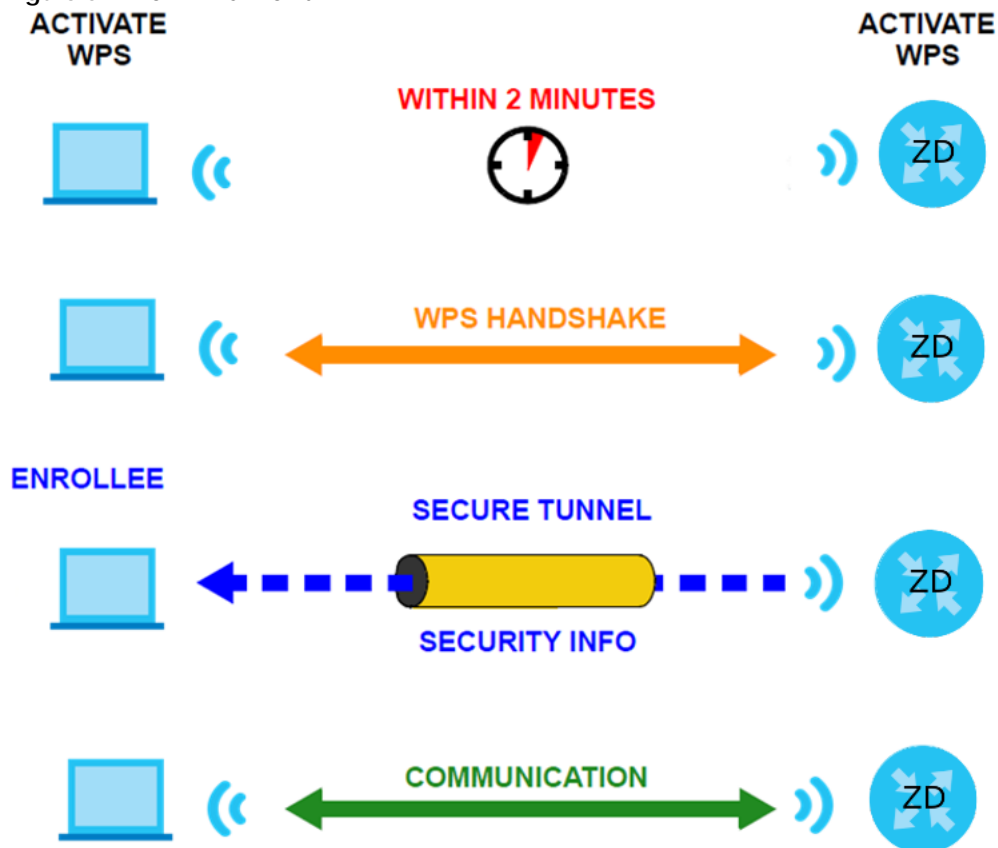 ACTIVATE
WPS
ACTIVATE
WPS
WITHIN 2 MINUTES
ZD
WPS HANDSHAKE
ZD
ENROLLEE
SECURE TUNNEL
ZD
SECURITY INFO
COMMUNICATION
ZD